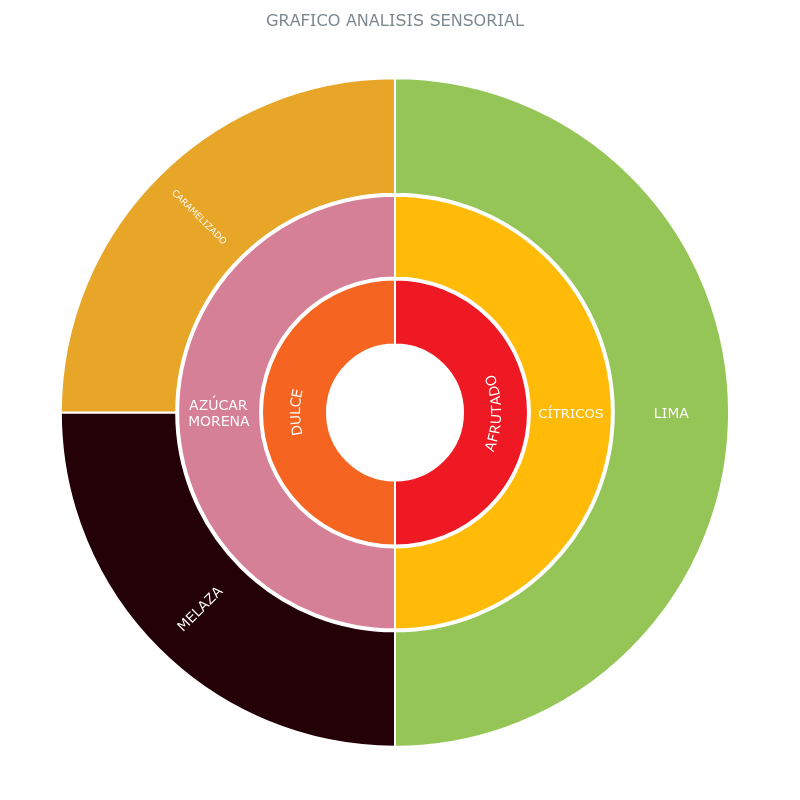 GRAFICO ANALISIS SENSORIAL
CARAMELIZADO
AZÚCAR
MORENA
DULCE
AFRUTADO
CÍTRICOS
LIMA
MELAZA